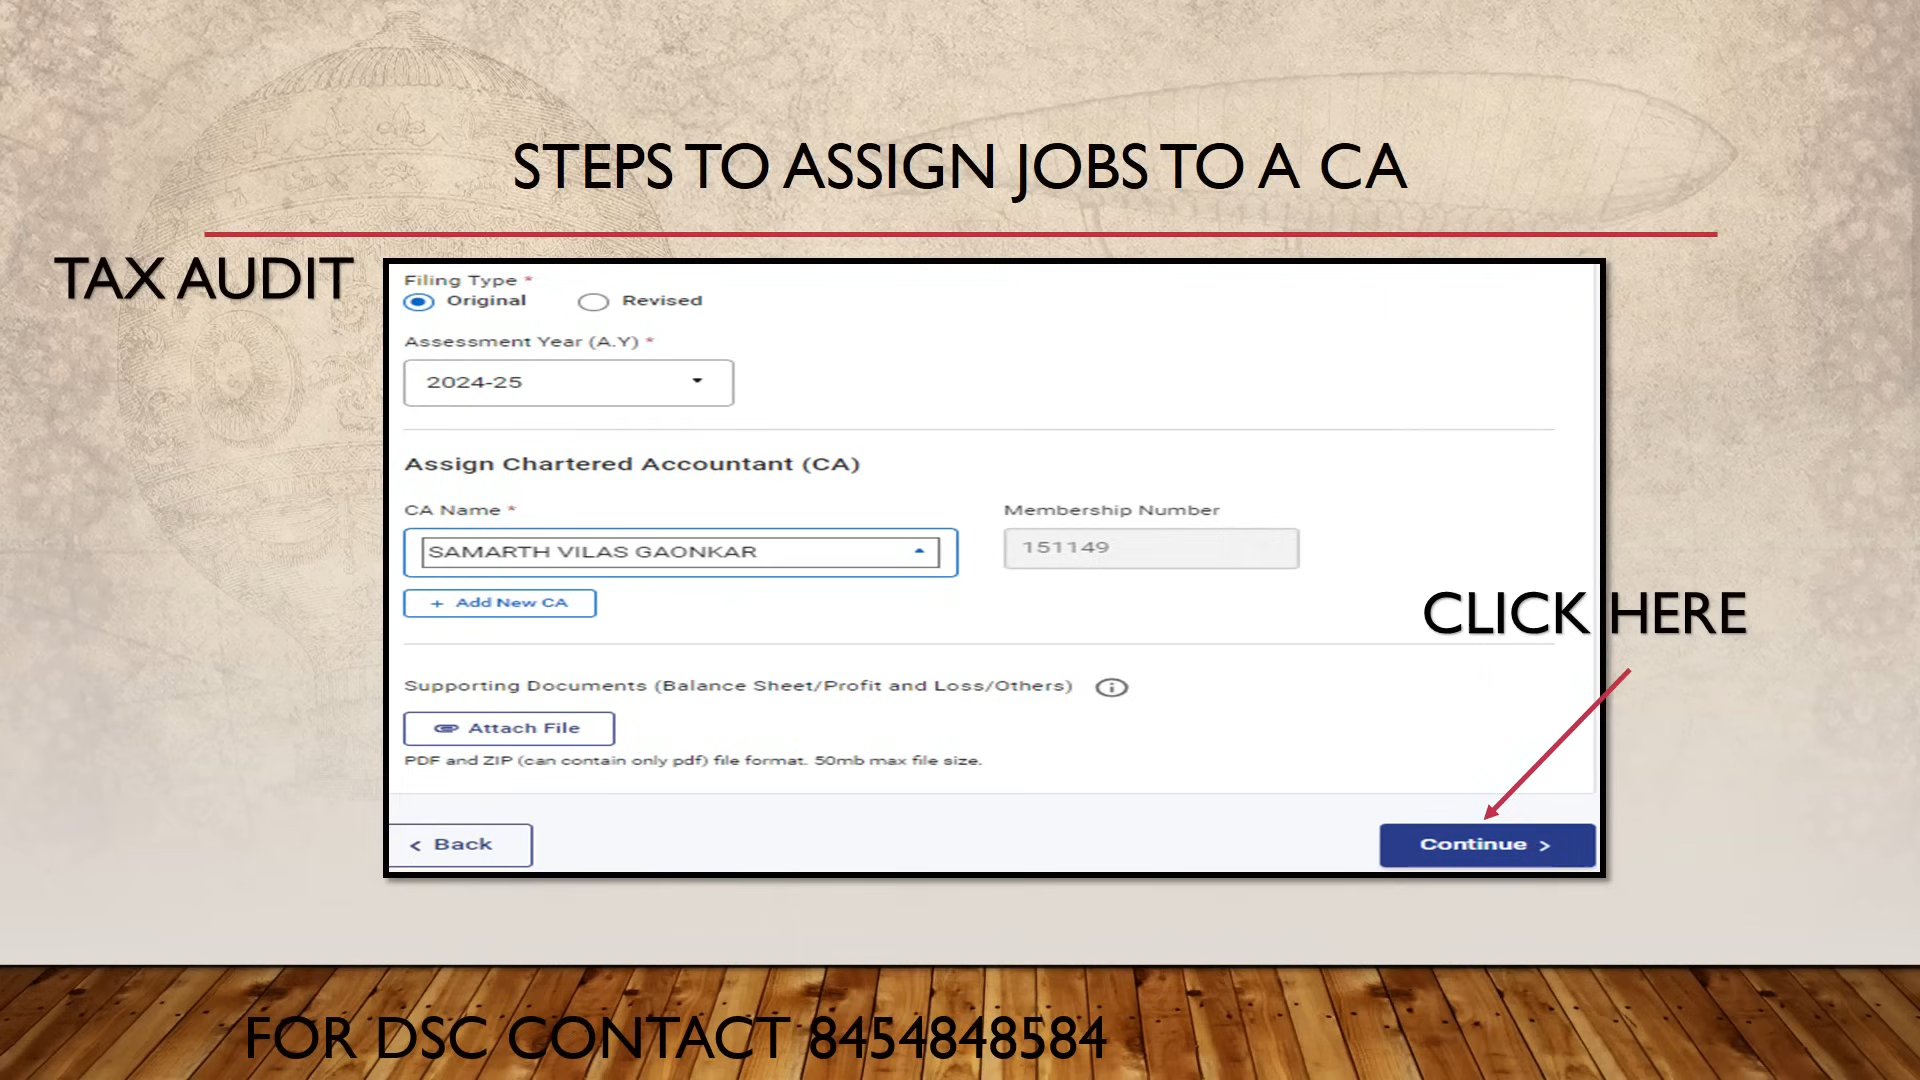 STEPS TO ASSIGN JOBS TO A CA
TAX AUDIT
Filing Type *
Original Revised
Assessment Year (A.Y) *
2024-25
Assign Chartered Accountant (CA)
CA Name * Membership Number
SAMARTH VILAS GAONKAR 151149
+ Add New CA
CLICK HERE
Supporting Documents (Balance Sheet/Profit and Loss/Others)
Attach File
PDF and ZIP (can contain only pdf) file format. 50mb max file size.
< Back Continue >
FOR DSC CONTACT 8454848584